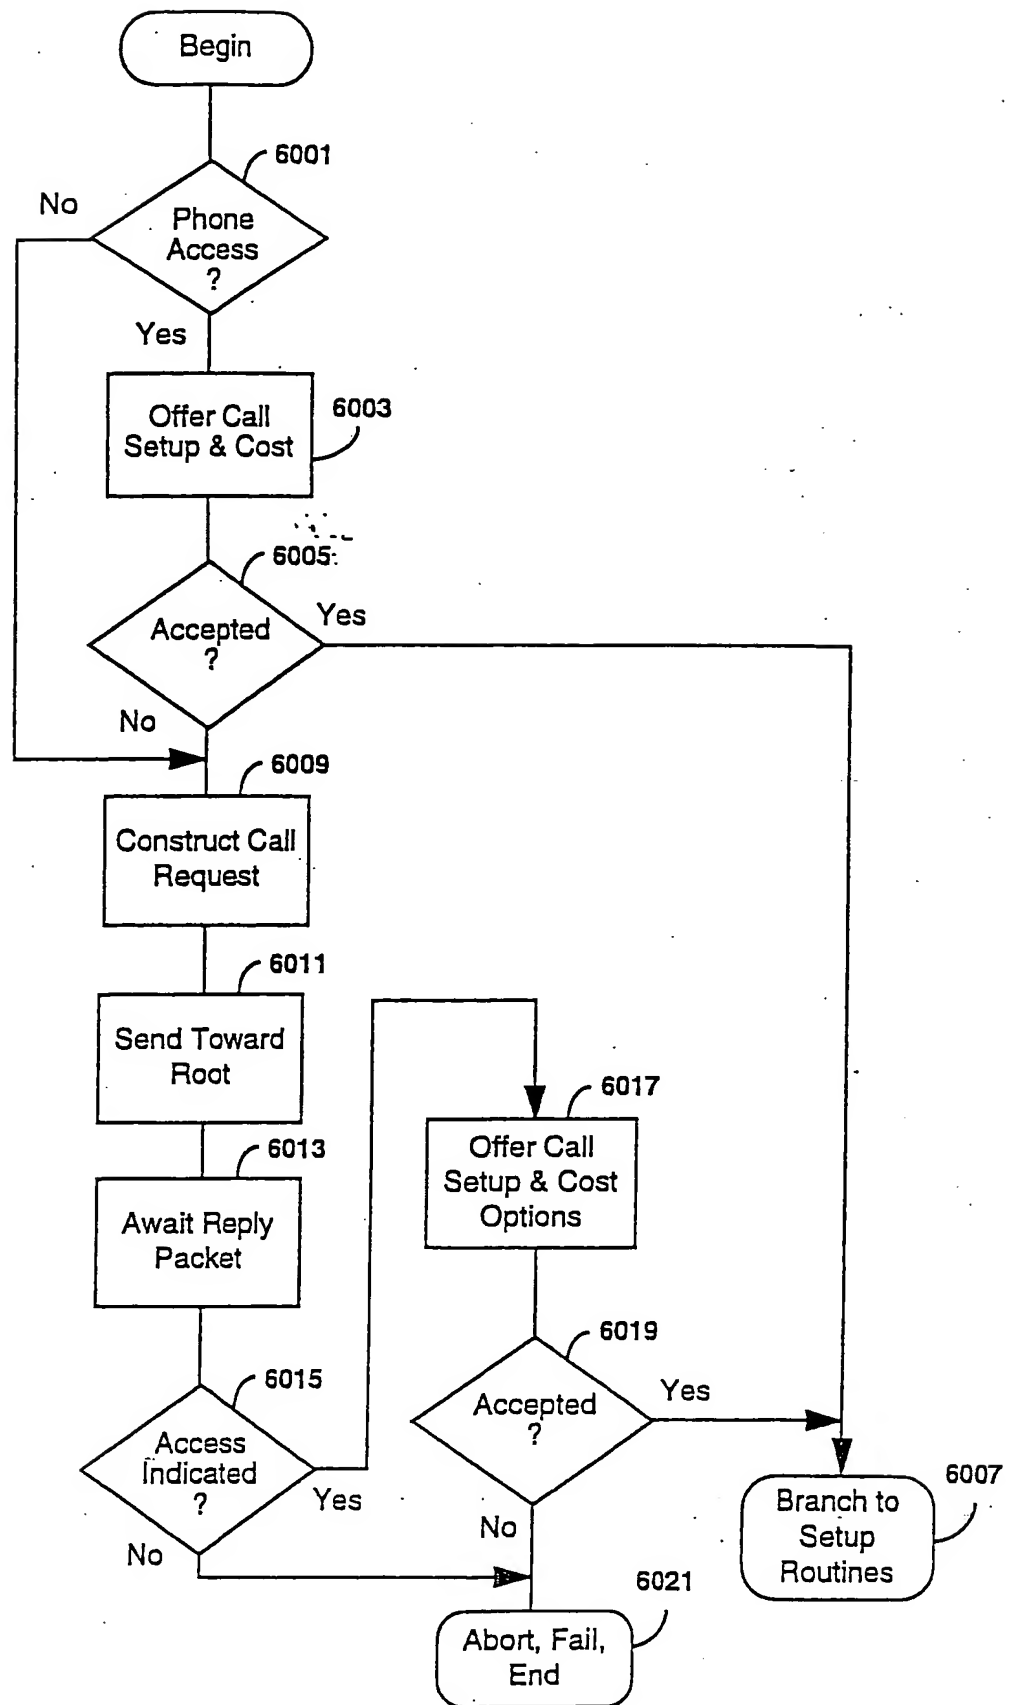 Begin
6001
No
Phone
Access
?
Yes
Offer Call
Setup & Cost
6003
6005
Yes
Accepted
?
No
6009
Construct Call
Request
6011
Send Toward
Root
6017
6013
Offer Call
Setup & Cost
Options
Await Reply
Packet
6019
6015
Yes
Accepted
?
Access
Indicated
?
Yes
6007
Branch to
Setup
Routines
No
No
6021
Abort, Fail,
End